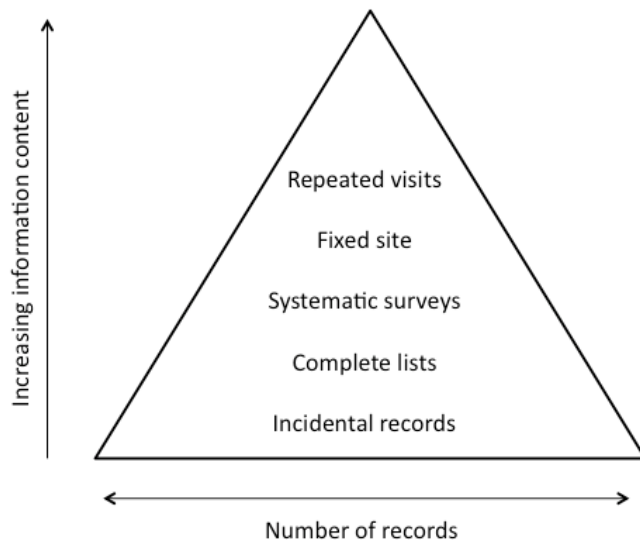 Increasing information content
Repeated visits
Fixed site
Systematic surveys
Complete lists
Incidental records
Number of records